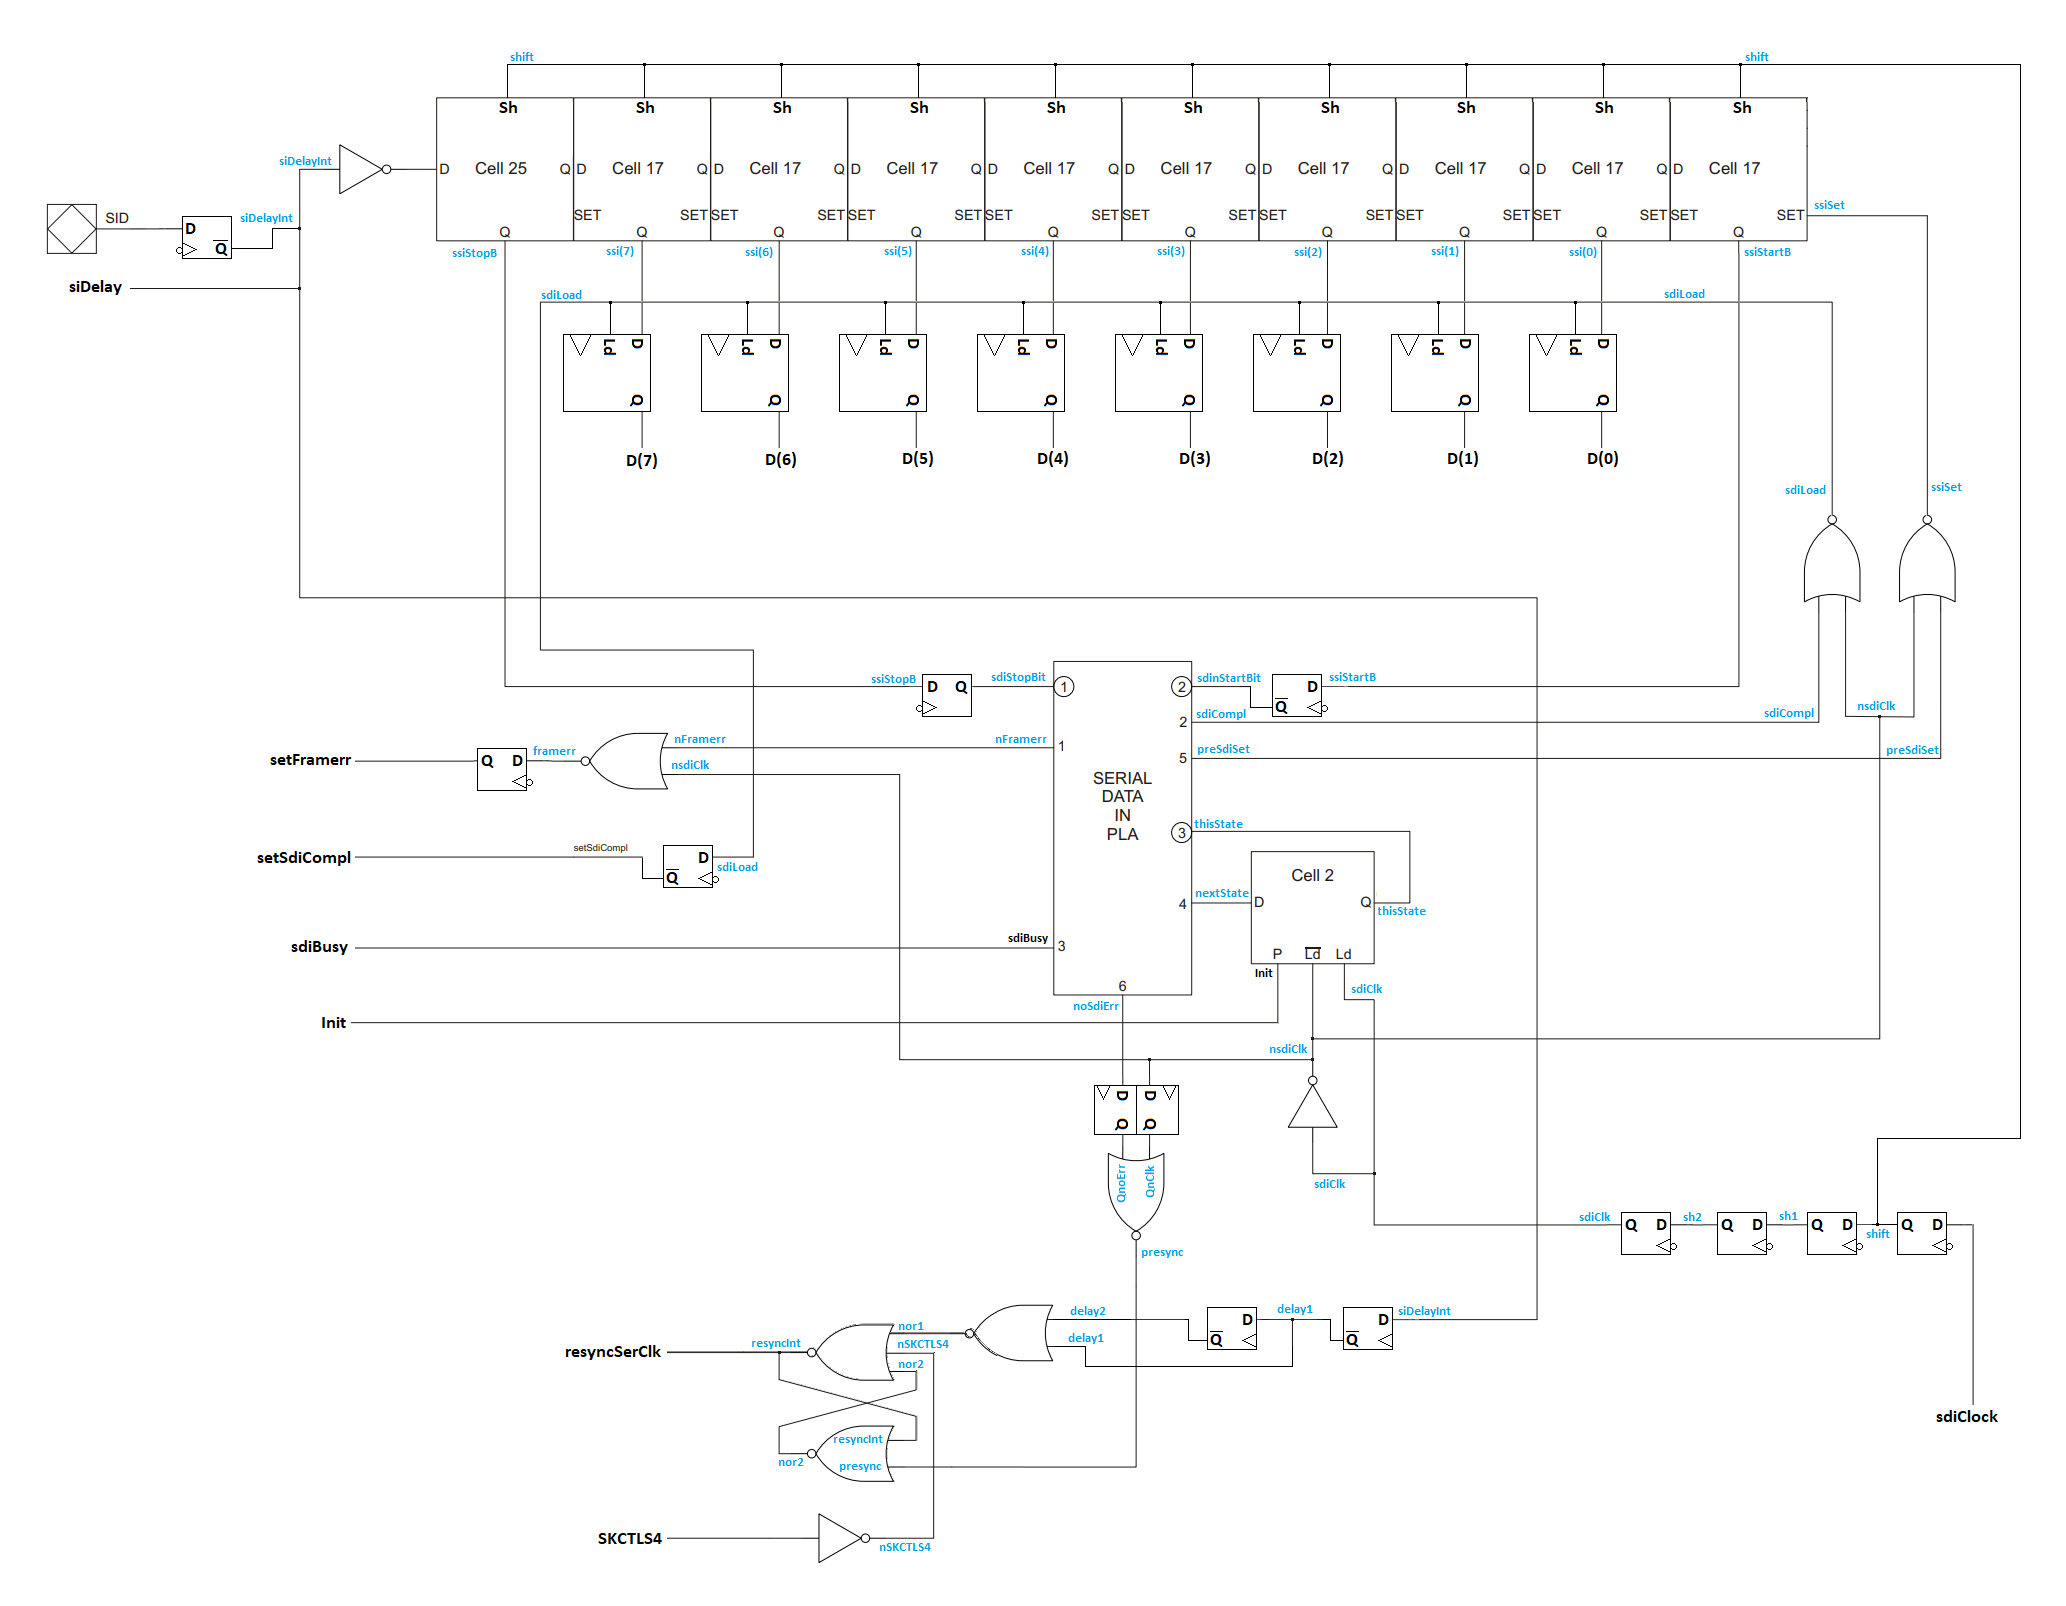 shift shift
Sh Sh Sh Sh Sh Sh Sh Sh Sh Sh
siDelayInt
D Cell 25 Q D Cell 17 Q D Cell 17 Q D Cell 17 Q D Cell 17 Q D Cell 17 Q D Cell 17 Q D Cell 17 Q D Cell 17 Q D Cell 17
SID siDelayInt
SET SET SET SET SET SET SET SET SET SET SET SET SET SET SET SET SET SET ssiSet
D
Q
Q Q Q Q Q Q Q Q Q Q
ssiStopB ssi(7) ssi(6) ssi(5) ssi(4) ssi(3) ssi(2) ssi(1) ssi(0) ssiStartB
siDelay
sdiLoad sdiLoad
Ld D Ld D Ld D Ld D Ld D Ld D Ld D Ld D
Q Q Q Q Q Q Q Q
D(7) D(6) D(5) D(4) D(3) D(2) D(1) D(0)
sdiLoad ssiSet
ssiStopB D Q sdiStopBit 1 2 sdinStartBit D ssiStartB
Q
2 sdiCompl sdiCompl nsdiClk
nFramerr nFramerr 1 5 preSdiSet preSdiSet
setFramerr Q D framerr nsdiClk
SERIAL
DATA
IN
PLA
3 thisState
setSdiCompl setSdiCompl D
Q sdiLoad
Cell 2
4 nextState D Q thisState
sdiBusy sdiBusy 3
P Ld Ld
Init
6 sdiClk
noSdiErr
Init
nsdiClk
D D
Q Q
QnoErr QnClk
sdiClk
sdiClk Q D sh2 Q D sh1 Q D shift Q D
presync
delay2 D delay1 D siDelayInt
Q Q
resyncSerClk resyncInt nor1 delay1
nSKCTLS4
nor2
sdiClock
resyncInt
nor2 presync
SKCTLS4 nSKCTLS4